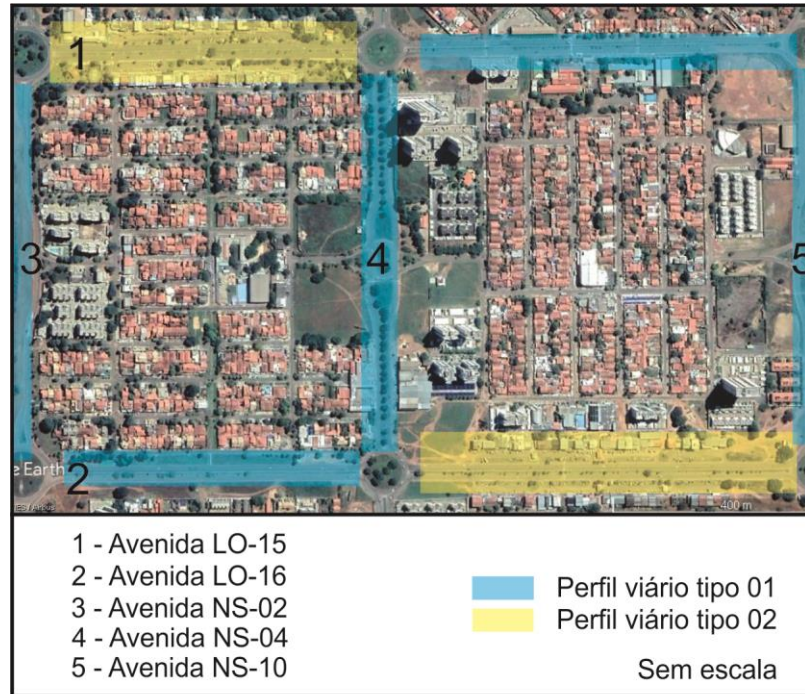 1
3
4
5
e Earth
2
400 m
1 - Avenida LO-15
2 - Avenida LO-16
3 - Avenida NS-02
4 - Avenida NS-04
5 - Avenida NS-10
Perfil viário tipo 01
Perfil viário tipo 02
Sem escala